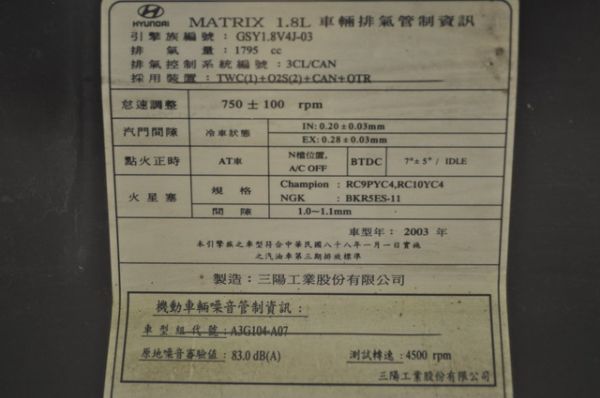 HYUNDAI MATRIX 1.8L 車輛排氣管制資訊
引擎族編號: GSY1.8V4J-03
排氣量: 1795 cc
排氣控制系統編號: 3CL/CAN
採用裝置: TWC(1)+O2S(2)+CAN+OTR
怠速調整 750 ± 100 rpm
汽門間隙 冷車狀態 IN: 0.20 ± 0.03mm
EX: 0.28 ± 0.03mm
點火正時 AT車 N檔位置, A/C OFF BTDC 7°± 5° / IDLE
火星塞 規格 Champion : RC9PYC4,RC10YC4
NGK : BKR5ES-11
間隙 1.0~1.1mm
車型年: 2003 年
本引擎族之車型符合中華民國八十八年一月一日實施
之汽油車第三期排放標準
製造: 三陽工業股份有限公司
機動車輛噪音管制資訊:
車型組代號: A3G104-A07
原地噪音審驗值: 83.0 dB(A) 測試轉速: 4500 rpm
三陽工業股份有限公司